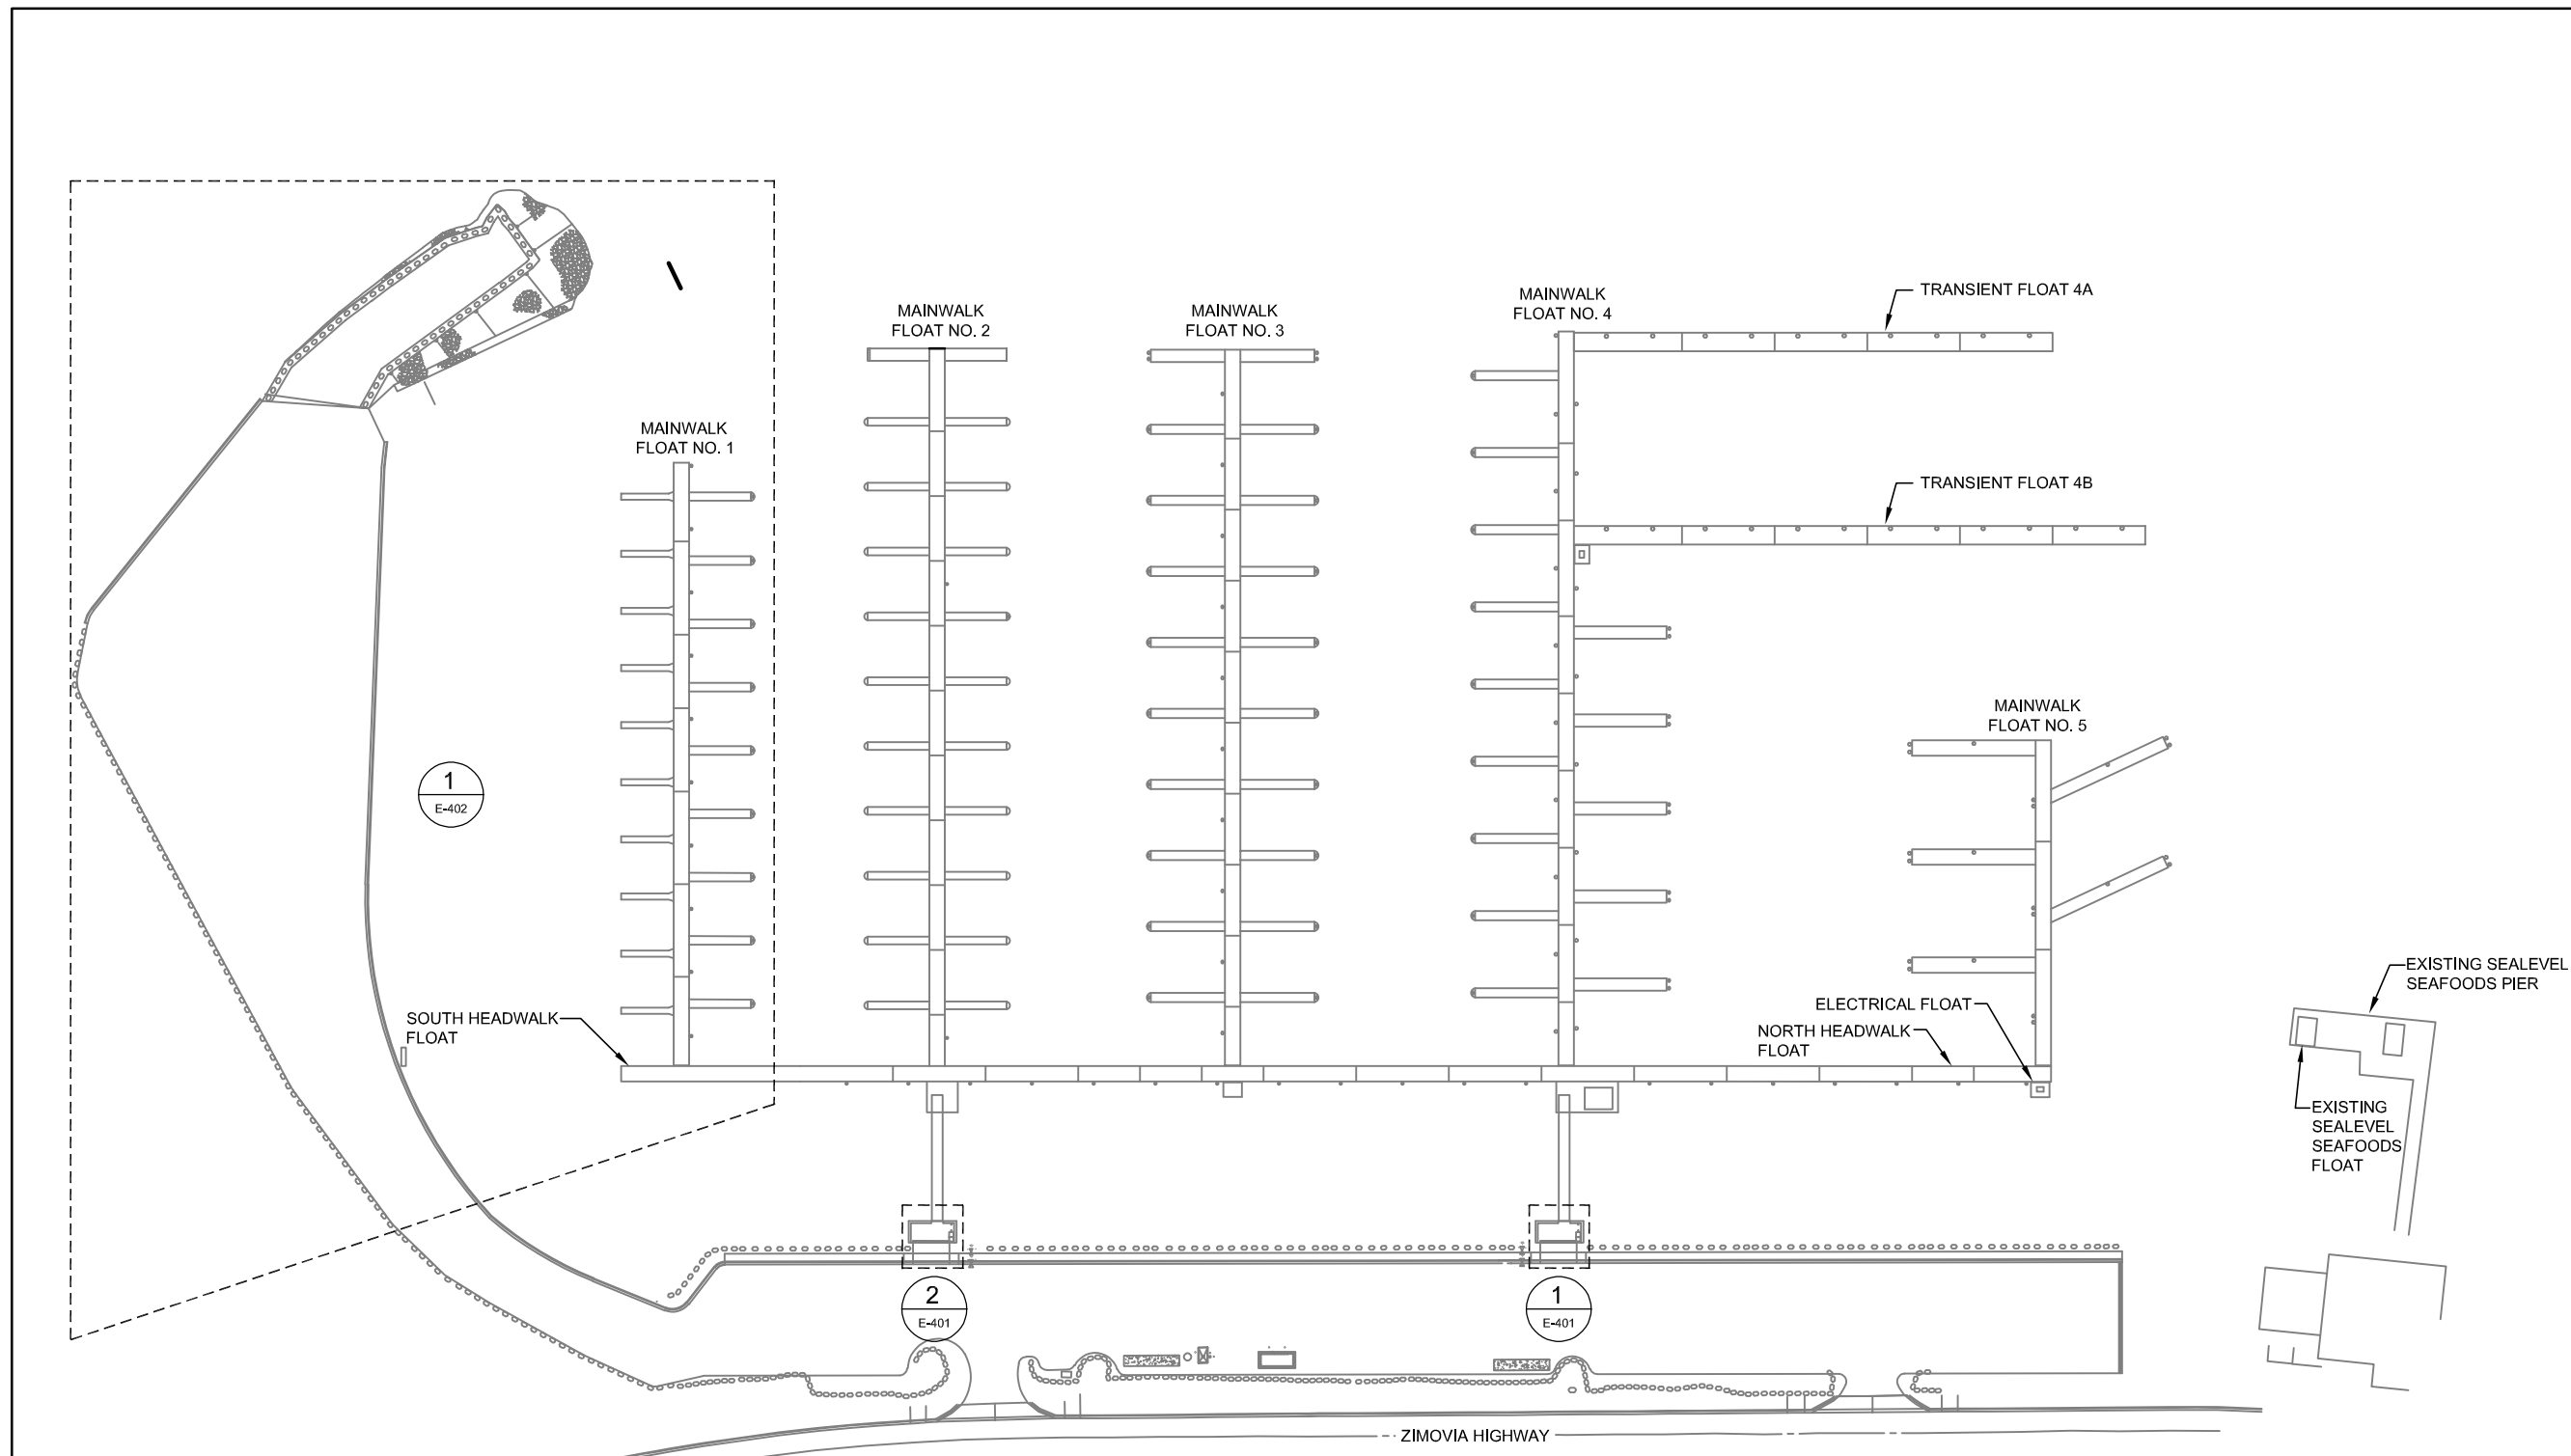 MAINWALK
FLOAT NO. 1
MAINWALK
FLOAT NO. 2
MAINWALK
FLOAT NO. 3
MAINWALK
FLOAT NO. 4
TRANSIENT FLOAT 4A
TRANSIENT FLOAT 4B
MAINWALK
FLOAT NO. 5
1
E-402
SOUTH HEADWALK
FLOAT
ELECTRICAL FLOAT
NORTH HEADWALK
FLOAT
EXISTING SEALEVEL
SEAFOODS PIER
EXISTING
SEALEVEL
SEAFOODS
FLOAT
2
E-401
1
E-401
ZIMOVIA HIGHWAY